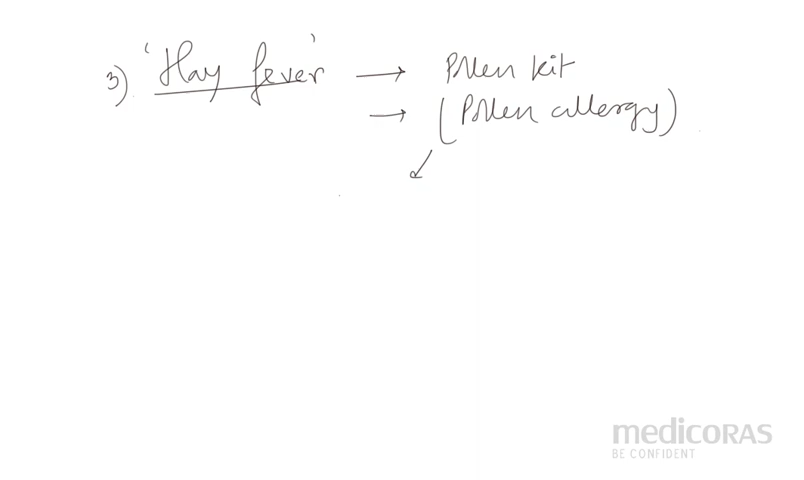 3) 'Hay fever' → Pollen kit
→ (Pollen allergy)
medicoras
BE CONFIDENT